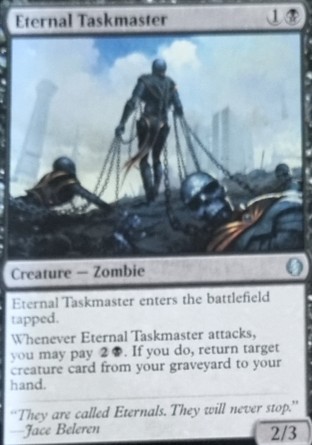 Eternal Taskmaster 1
Creature — Zombie
Eternal Taskmaster enters the battlefield
tapped.
Whenever Eternal Taskmaster attacks,
you may pay 2. If you do, return target
creature card from your graveyard to your
hand.
"They are called Eternals. They will never stop."
—Jace Beleren
2/3